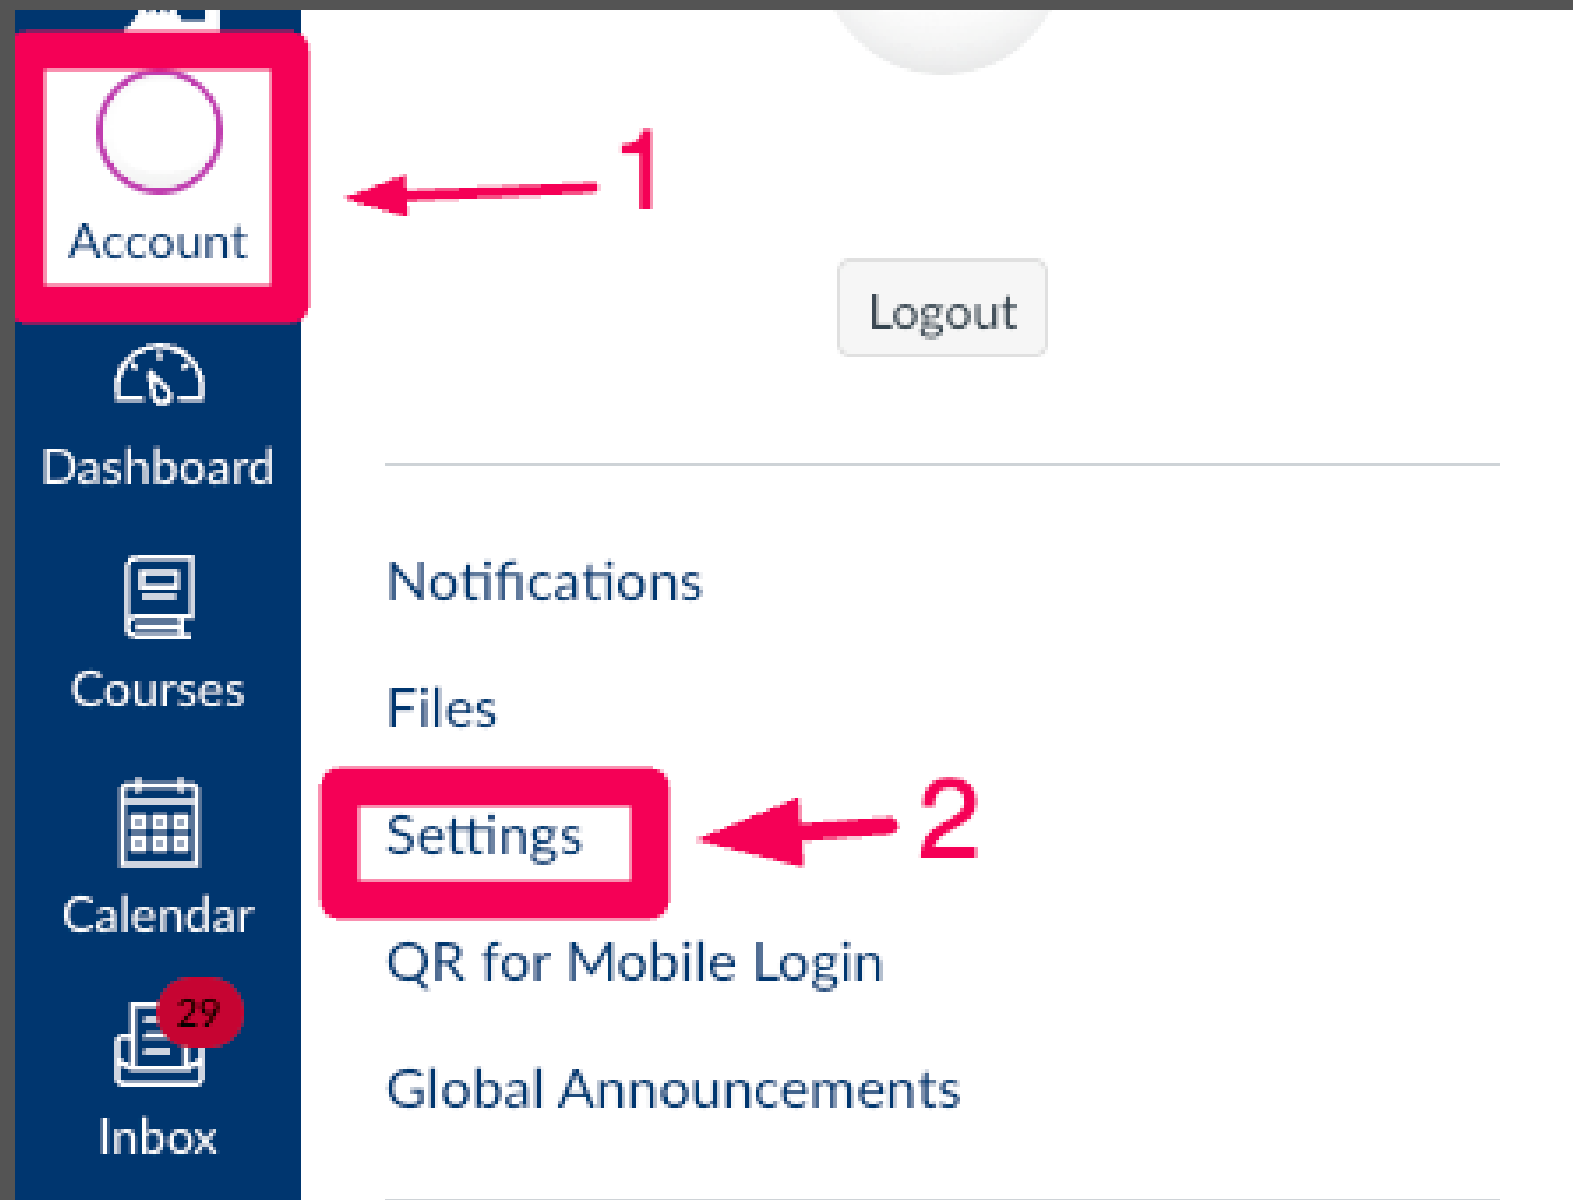 Account
1
Logout
Dashboard
Notifications
Courses
Files
Settings
2
Calendar
QR for Mobile Login
29
Global Announcements
Inbox